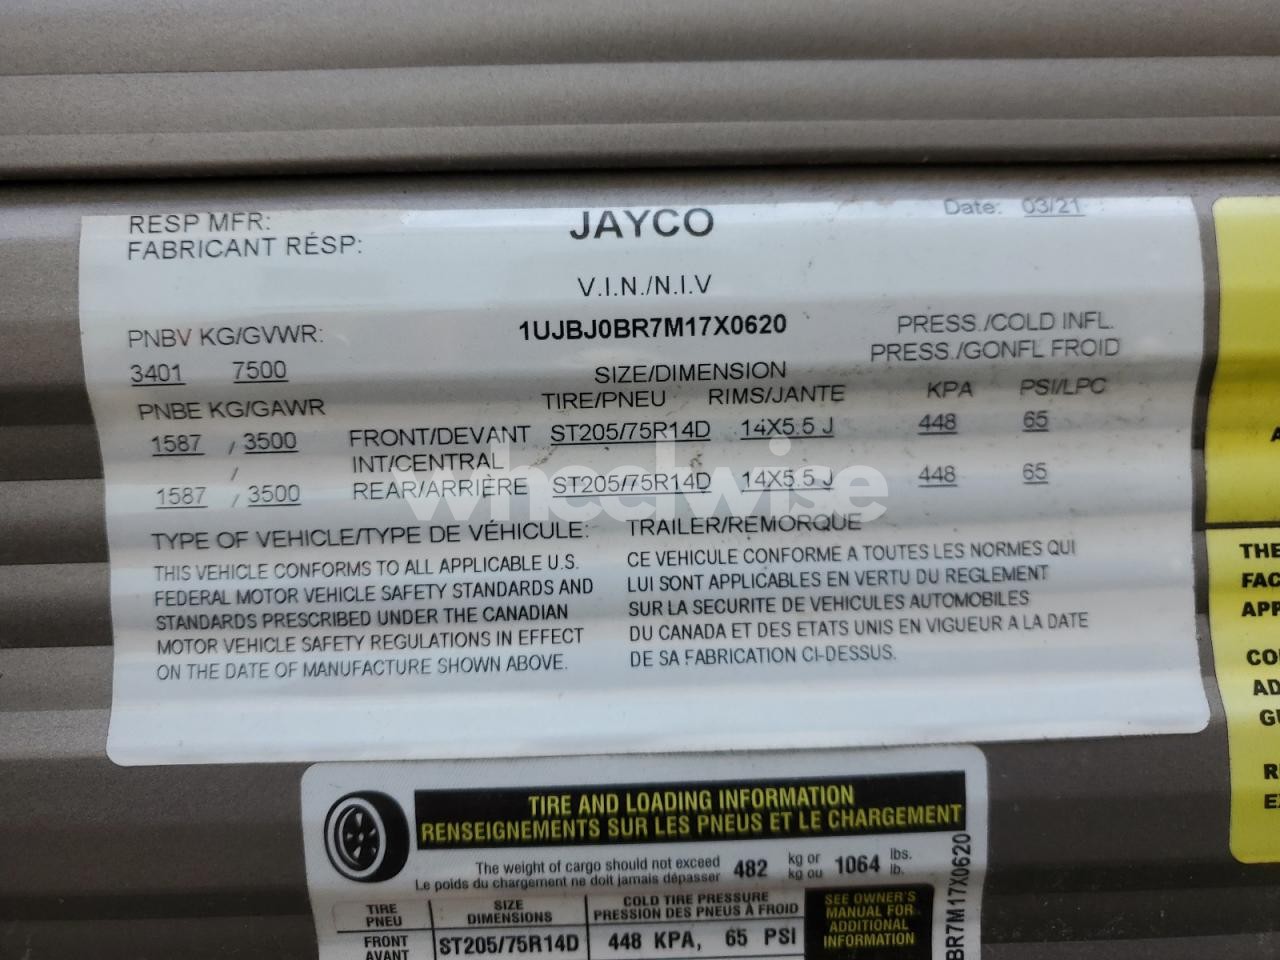 RESP MFR: JAYCO Date: 03/21
FABRICANT RÉSP:
V.I.N./N.I.V
PNBV KG/GVWR: 1UJBJ0BR7M17X0620 PRESS./COLD INFL.
PRESS./GONFL FROID
3401 7500 SIZE/DIMENSION
PNBE KG/GAWR TIRE/PNEU RIMS/JANTE KPA PSI/LPC
1587 / 3500 FRONT/DEVANT ST205/75R14D 14X5.5 J 448 65
/ INT/CENTRAL
1587 / 3500 REAR/ARRIÈRE ST205/75R14D 14X5.5 J 448 65
wheelwise
TYPE OF VEHICLE/TYPE DE VÉHICULE: TRAILER/REMORQUE
THIS VEHICLE CONFORMS TO ALL APPLICABLE U.S.
FEDERAL MOTOR VEHICLE SAFETY STANDARDS AND
STANDARDS PRESCRIBED UNDER THE CANADIAN
MOTOR VEHICLE SAFETY REGULATIONS IN EFFECT
ON THE DATE OF MANUFACTURE SHOWN ABOVE.
CE VEHICULE CONFORME A TOUTES LES NORMES QUI
LUI SONT APPLICABLES EN VERTU DU REGLEMENT
SUR LA SECURITE DE VEHICULES AUTOMOBILES
DU CANADA ET DES ETATS UNIS EN VIGUEUR A LA DATE
DE SA FABRICATION CI-DESSUS.
TIRE AND LOADING INFORMATION
RENSEIGNEMENTS SUR LES PNEUS ET LE CHARGEMENT
The weight of cargo should not exceed 482 kg or 1064 lbs.
Le poids du chargement ne doit jamais dépasser kg ou lb.
TIRE SIZE COLD TIRE PRESSURE
PNEU DIMENSIONS PRESSION DES PNEUS À FROID
FRONT ST205/75R14D 448 KPA, 65 PSI
AVANT
SEE OWNER'S
MANUAL FOR
ADDITIONAL
INFORMATION
BR7M17X0620
THE
FAC
APP
CO
AD